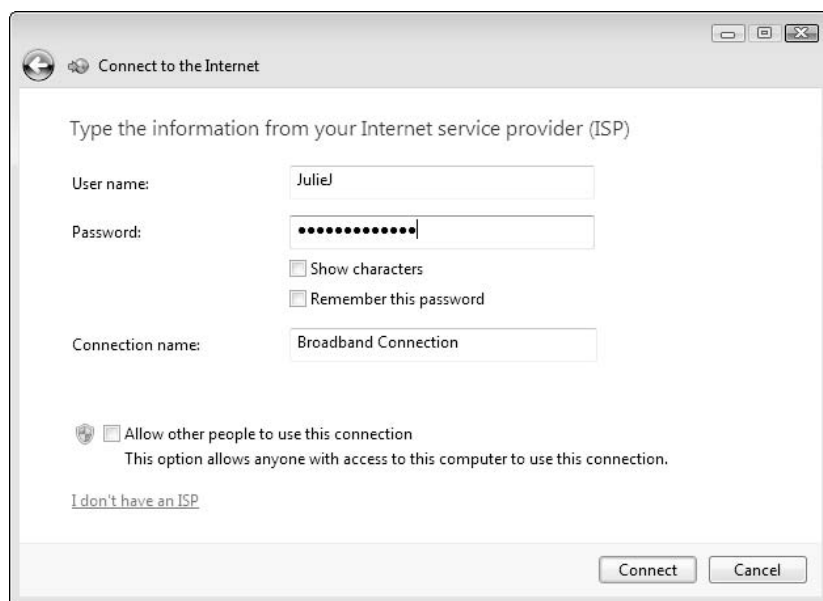 Connect to the Internet
Type the information from your Internet service provider (ISP)
User name: JulieJ
Password: •••••••••••••
Show characters
Remember this password
Connection name: Broadband Connection
Allow other people to use this connection
This option allows anyone with access to this computer to use this connection.
I don't have an ISP
Connect Cancel